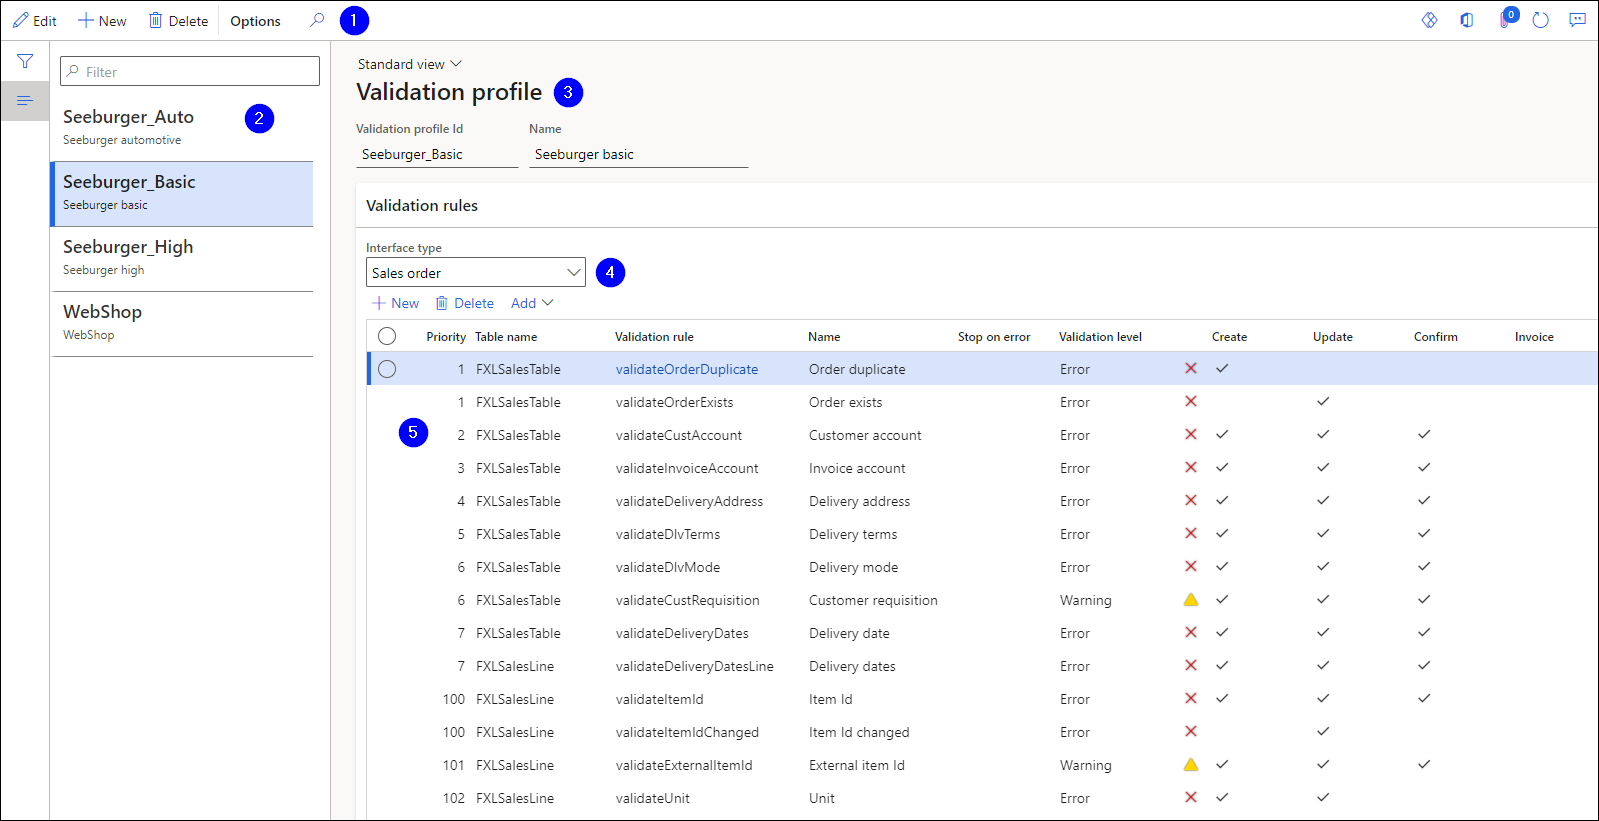 Edit New Delete Options 1 0
Filter
Seeburger_Auto 2
Seeburger automotive
Seeburger_Basic
Seeburger basic
Seeburger_High
Seeburger high
WebShop
WebShop
Standard view
Validation profile 3
Validation profile Id Name
Seeburger_Basic Seeburger basic
Validation rules
Interface type
Sales order 4
New Delete Add
Priority Table name Validation rule Name Stop on error Validation level Create Update Confirm Invoice
1 FXLSalesTable validateOrderDuplicate Order duplicate Error
1 FXLSalesTable validateOrderExists Order exists Error
5
2 FXLSalesTable validateCustAccount Customer account Error
3 FXLSalesTable validateInvoiceAccount Invoice account Error
4 FXLSalesTable validateDeliveryAddress Delivery address Error
5 FXLSalesTable validateDlvTerms Delivery terms Error
6 FXLSalesTable validateDlvMode Delivery mode Error
6 FXLSalesTable validateCustRequisition Customer requisition Warning
7 FXLSalesTable validateDeliveryDates Delivery date Error
7 FXLSalesLine validateDeliveryDatesLine Delivery dates Error
100 FXLSalesLine validateItemId Item Id Error
100 FXLSalesLine validateItemIdChanged Item Id changed Error
101 FXLSalesLine validateExternalItemId External item Id Warning
102 FXLSalesLine validateUnit Unit Error